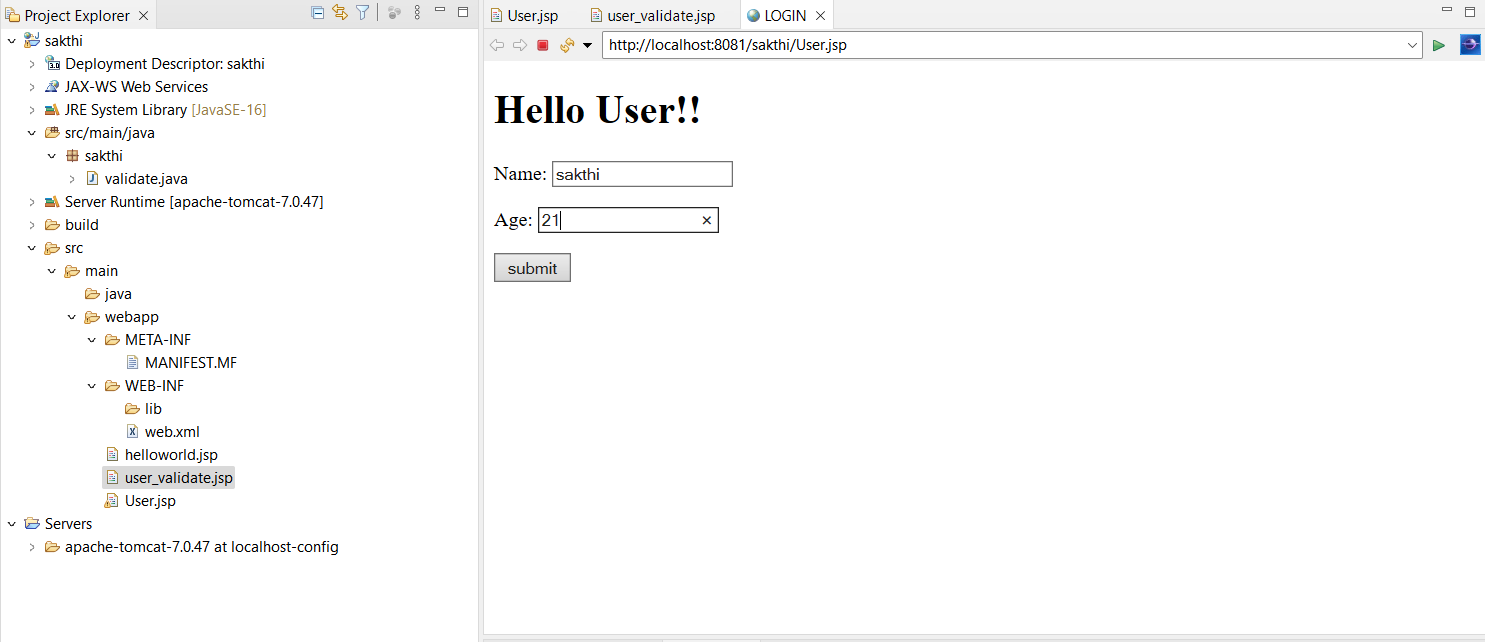 Project Explorer
sakthi
Deployment Descriptor: sakthi
3.0
JAX-WS Web Services
JRE System Library [JavaSE-16]
src/main/java
sakthi
validate.java
Server Runtime [apache-tomcat-7.0.47]
build
src
main
java
webapp
META-INF
MANIFEST.MF
WEB-INF
lib
web.xml
helloworld.jsp
user_validate.jsp
User.jsp
Servers
apache-tomcat-7.0.47 at localhost-config
User.jsp user_validate.jsp LOGIN
http://localhost:8081/sakthi/User.jsp
Hello User!!
Name: sakthi
Age: 21
submit